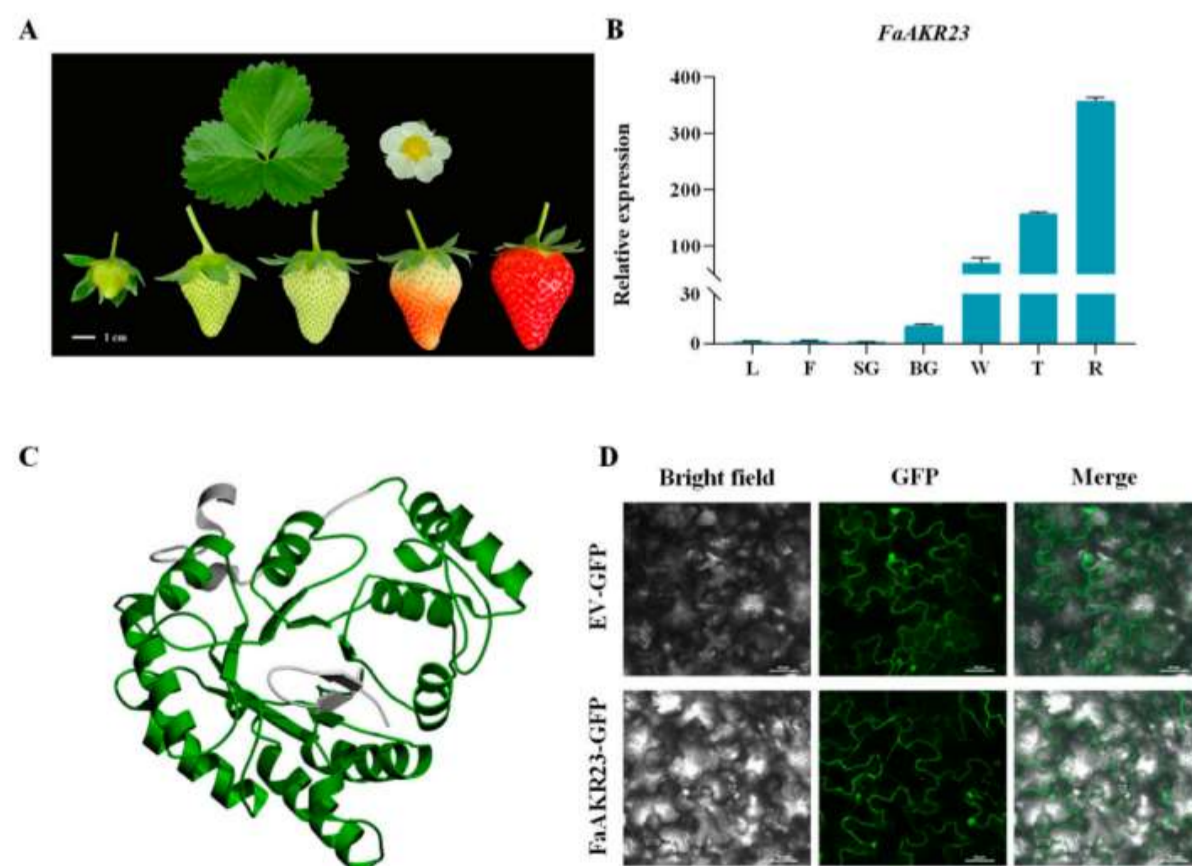 A
1 cm
B
FaAKR23
Relative expression
400
300
200
100
30
0
L F SG BG W T R
C
D
Bright field GFP Merge
EV-GFP
FaAKR23-GFP